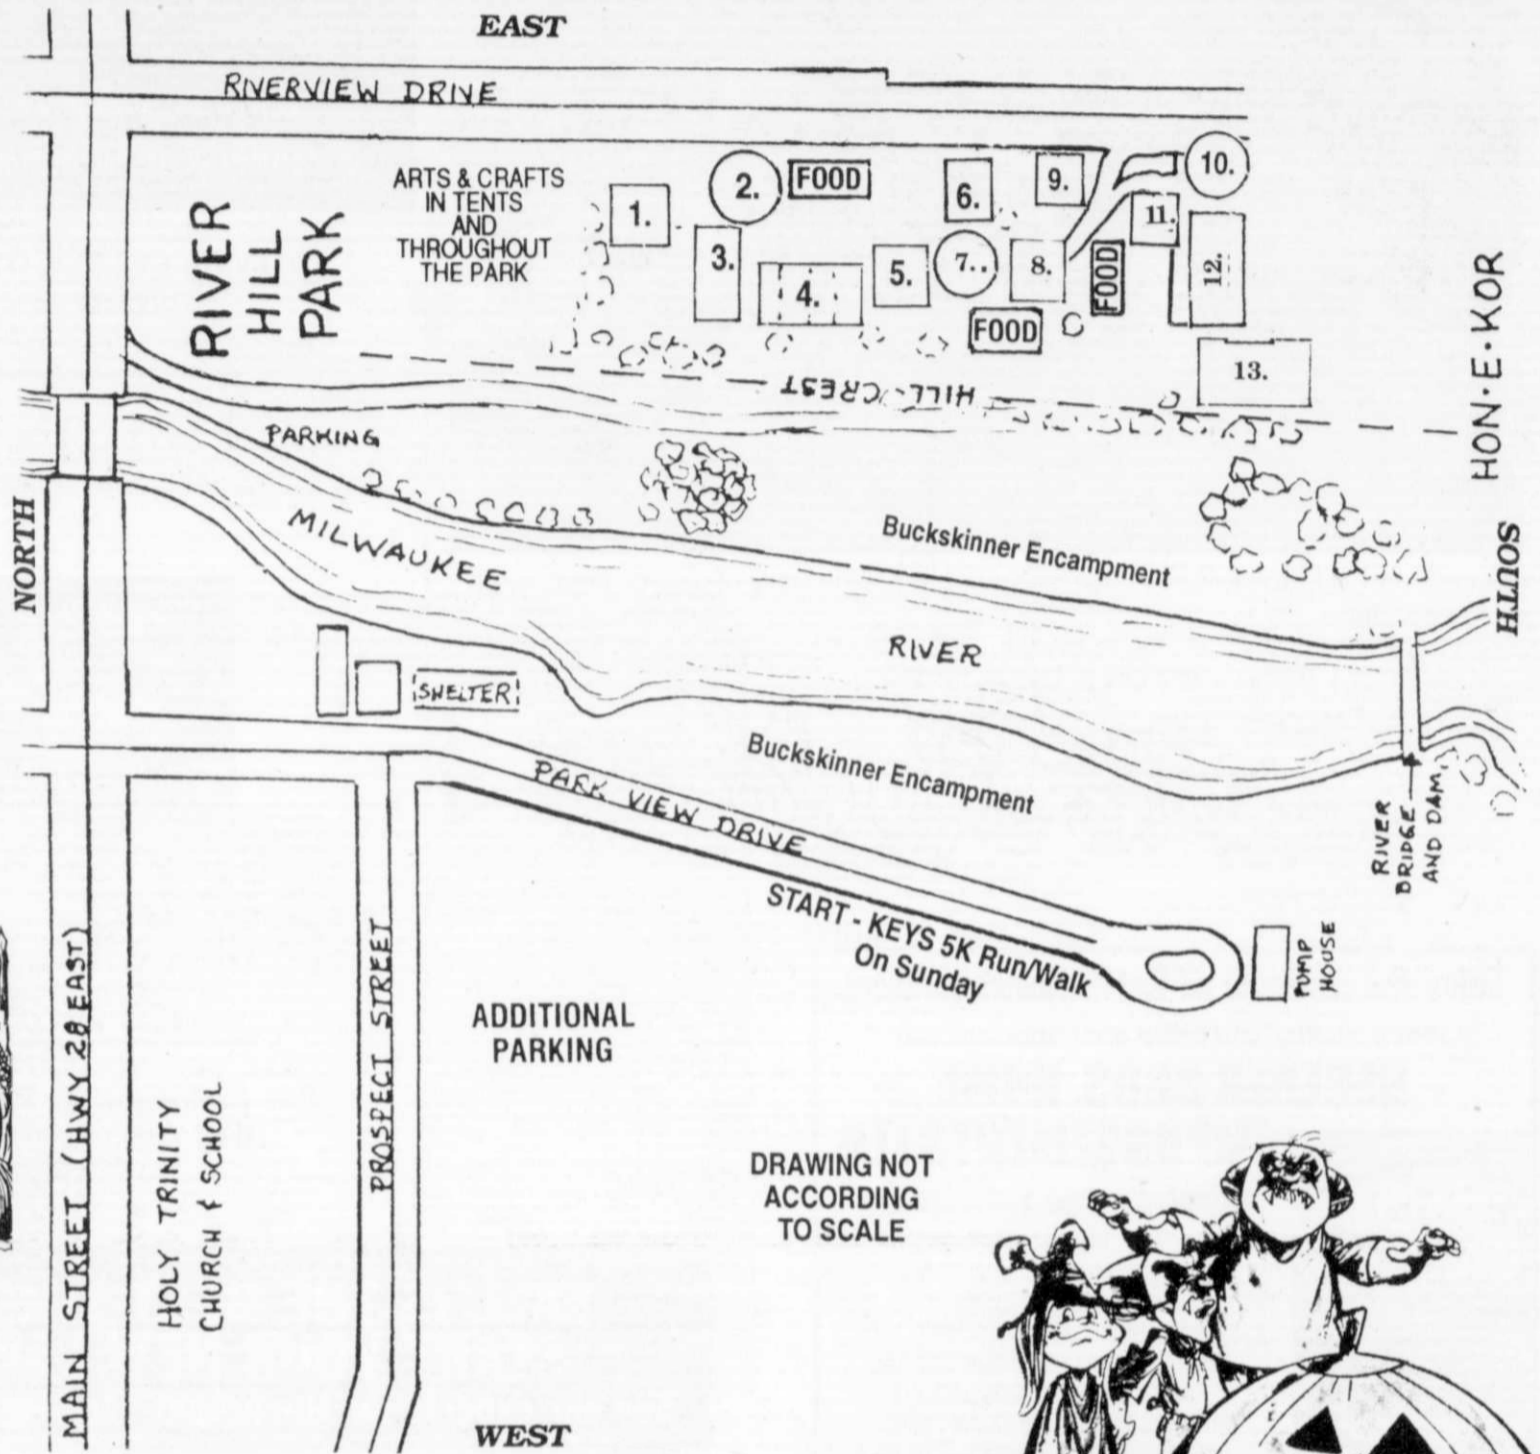 EAST
RIVERVIEW DRIVE
RIVER
HILL
PARK
ARTS & CRAFTS
IN TENTS
AND
THROUGHOUT
THE PARK
1.
2.
FOOD
3.
4.
5.
6.
7..
8.
9.
10.
11.
12.
13.
FOOD
FOOD
HILL-CREST
HON·E·KOR
PARKING
NORTH
SOUTH
MILWAUKEE
RIVER
Buckskinner Encampment
SHELTER
Buckskinner Encampment
PARK VIEW DRIVE
START - KEYS 5K Run/Walk
On Sunday
RIVER
BRIDGE
AND DAM
PUMP
HOUSE
MAIN STREET (HWY 28 EAST)
HOLY TRINITY
CHURCH & SCHOOL
PROSPECT STREET
ADDITIONAL
PARKING
DRAWING NOT
ACCORDING
TO SCALE
WEST